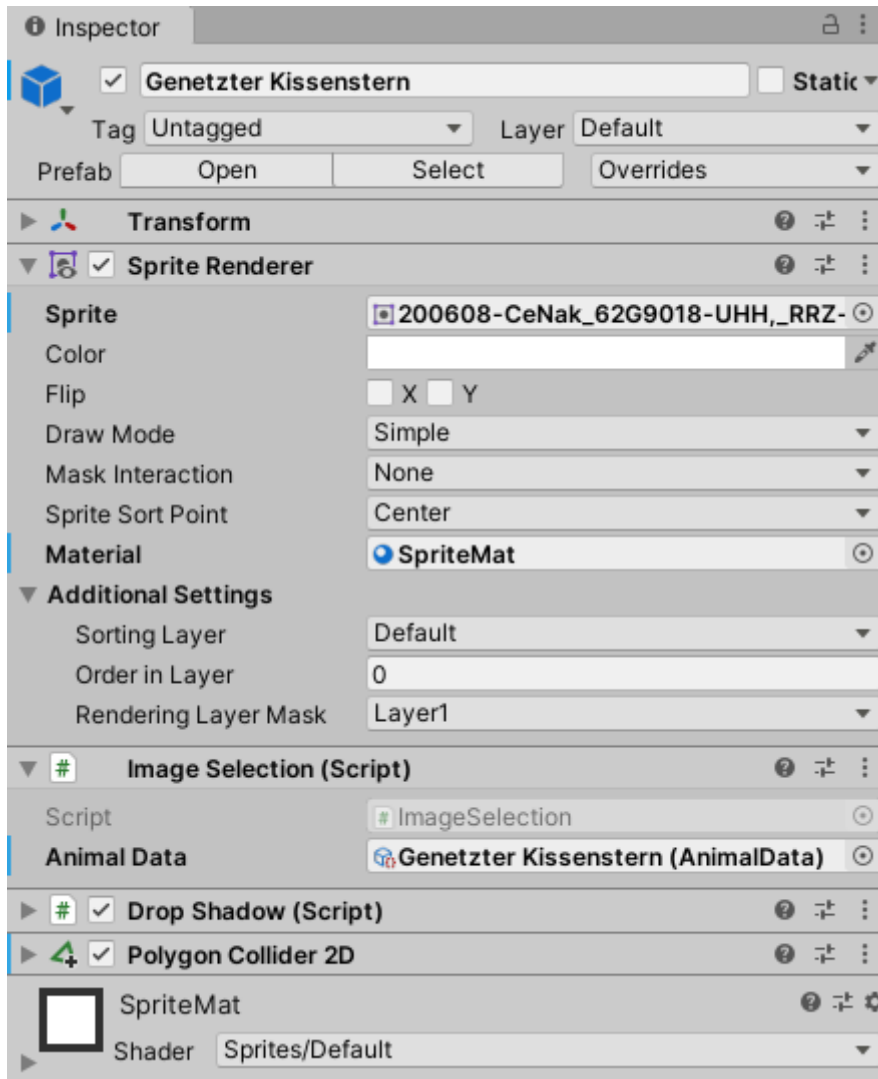 Inspector
Genetzter Kissenstern Static
Tag Untagged Layer Default
Prefab Open Select Overrides
Transform
Sprite Renderer
Sprite 200608-CeNak_62G9018-UHH,_RRZ-
Color
Flip X Y
Draw Mode Simple
Mask Interaction None
Sprite Sort Point Center
Material SpriteMat
Additional Settings
Sorting Layer Default
Order in Layer 0
Rendering Layer Mask Layer1
# Image Selection (Script)
Script # ImageSelection
Animal Data Genetzter Kissenstern (AnimalData)
# Drop Shadow (Script)
Polygon Collider 2D
SpriteMat
Shader Sprites/Default